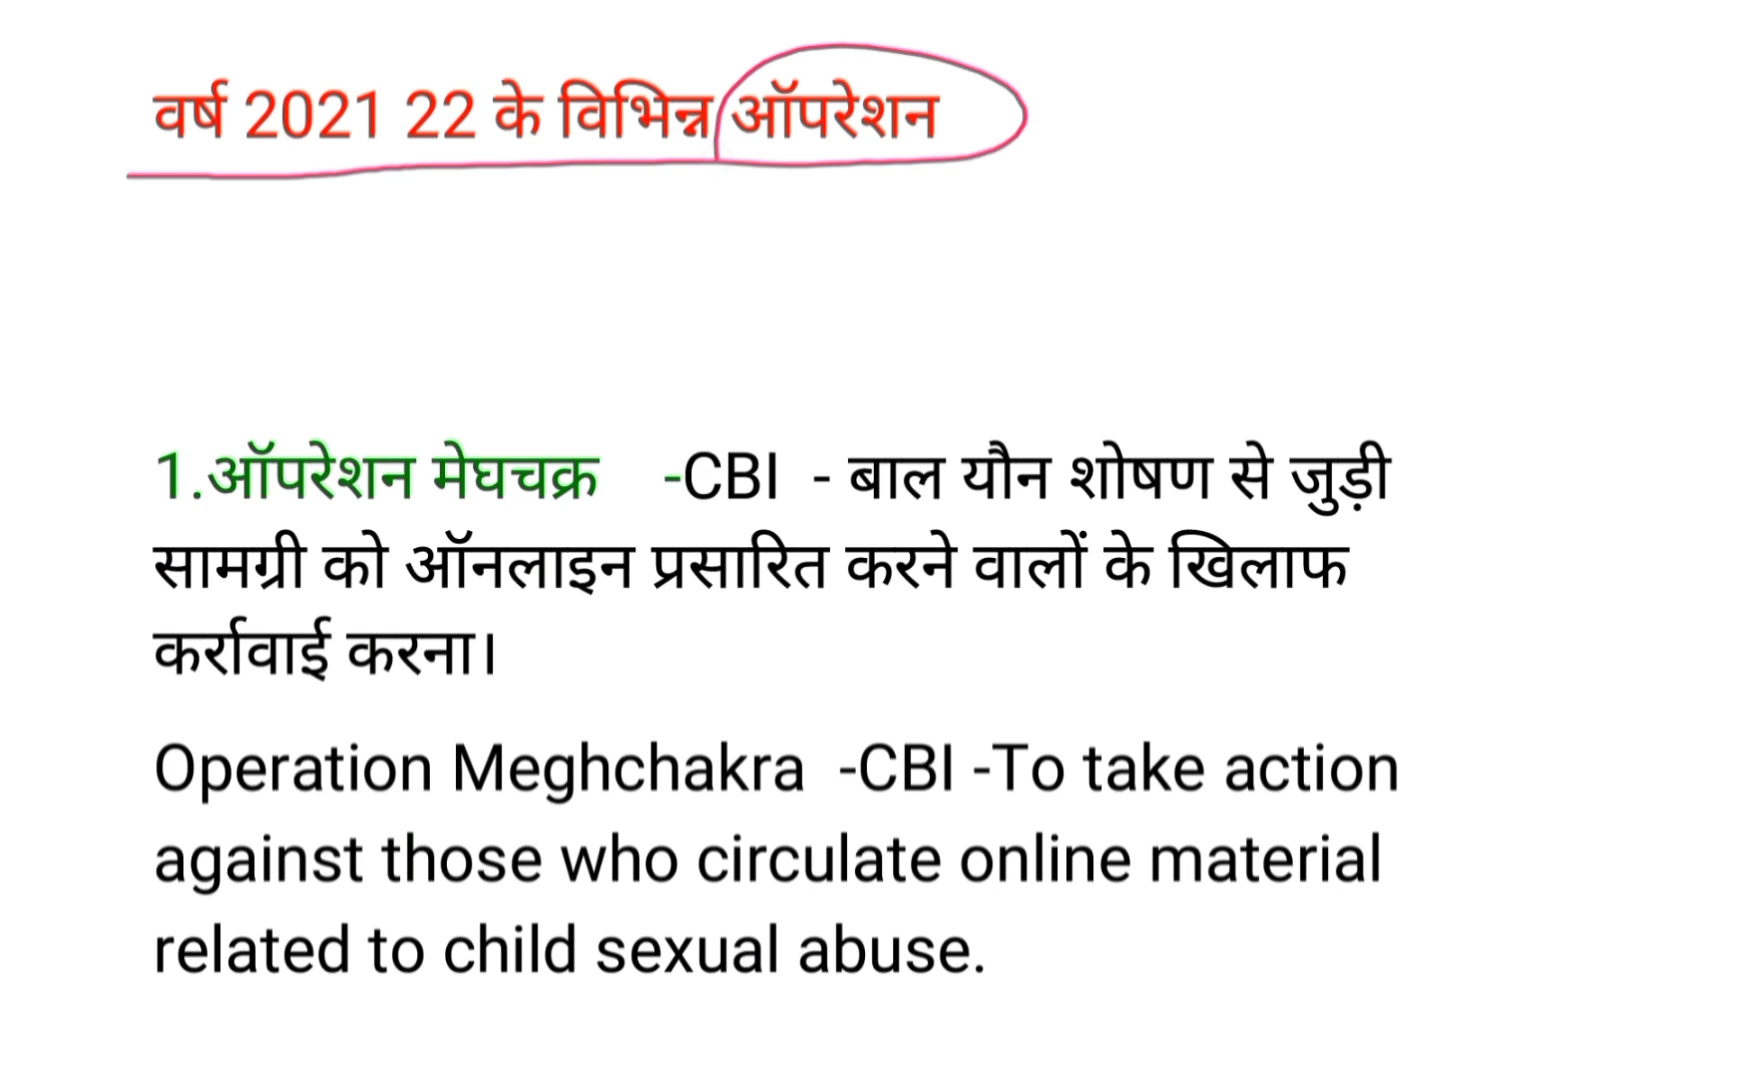 वर्ष 2021 22 के विभिन्न ऑपरेशन
1.ऑपरेशन मेघचक्र -CBI - बाल यौन शोषण से जुड़ी
सामग्री को ऑनलाइन प्रसारित करने वालों के खिलाफ
कर्रावाई करना।
Operation Meghchakra -CBI -To take action
against those who circulate online material
related to child sexual abuse.